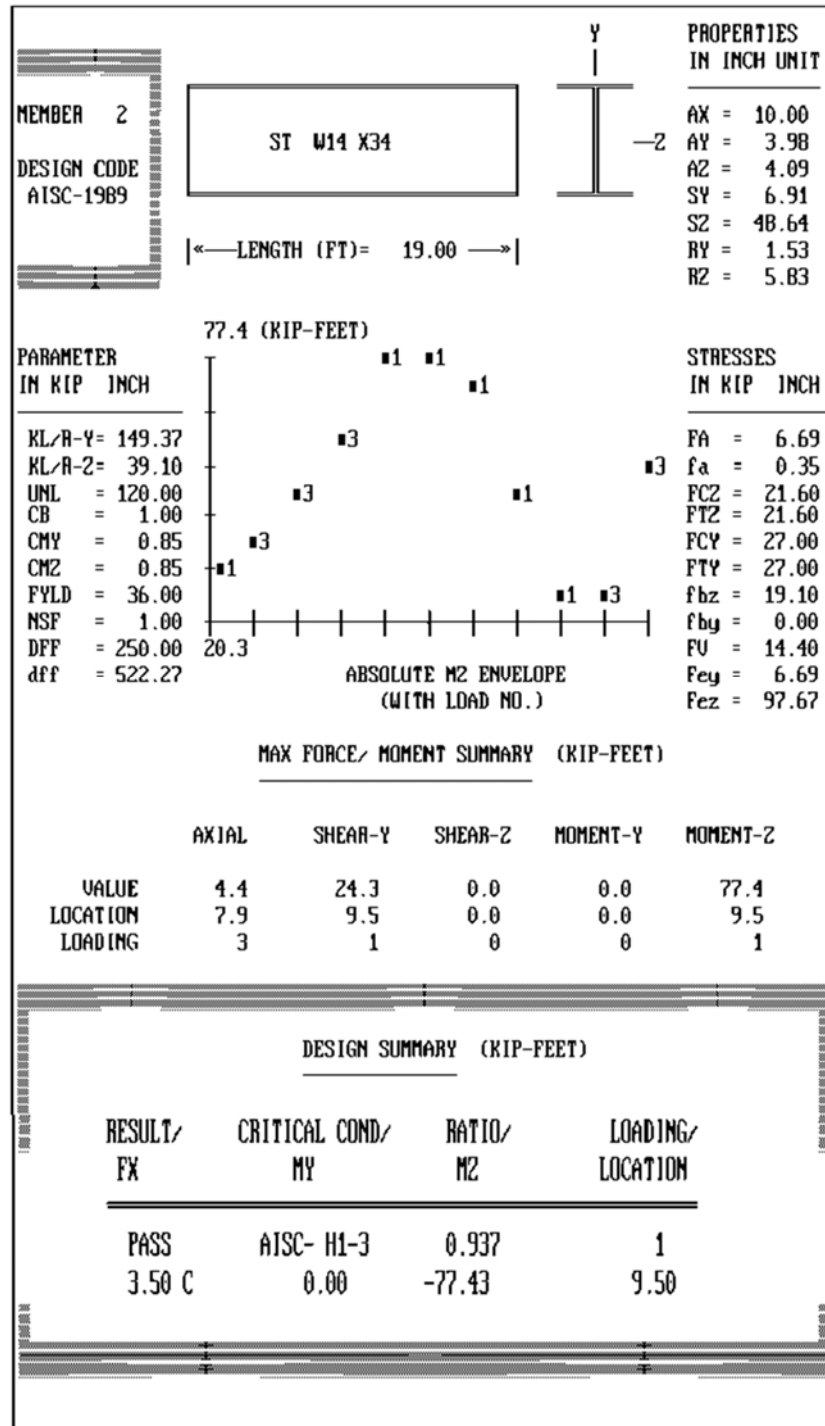 Y
PROPERTIES
IN INCH UNIT
MEMBER 2
DESIGN CODE
AISC-1989
ST W14 X34
—Z
|«——LENGTH (FT)= 19.00 ——»|
AX = 10.00
AY = 3.98
AZ = 4.09
SY = 6.91
SZ = 48.64
RY = 1.53
RZ = 5.83
77.4 (KIP-FEET)
PARAMETER
IN KIP INCH
KL/R-Y= 149.37
KL/R-Z= 39.10
UNL = 120.00
CB = 1.00
CMY = 0.85
CMZ = 0.85
FYLD = 36.00
NSF = 1.00
DFF = 250.00
dff = 522.27
1 1
1
3
3
3 1
3
1
1 3
20.3
ABSOLUTE MZ ENVELOPE
(WITH LOAD NO.)
STRESSES
IN KIP INCH
FA = 6.69
fa = 0.35
FCZ = 21.60
FTZ = 21.60
FCY = 27.00
FTY = 27.00
fbz = 19.10
fby = 0.00
FV = 14.40
Fey = 6.69
Fez = 97.67
MAX FORCE/ MOMENT SUMMARY (KIP-FEET)
AXIAL SHEAR-Y SHEAR-Z MOMENT-Y MOMENT-Z
VALUE 4.4 24.3 0.0 0.0 77.4
LOCATION 7.9 9.5 0.0 0.0 9.5
LOADING 3 1 0 0 1
DESIGN SUMMARY (KIP-FEET)
RESULT/ CRITICAL COND/ RATIO/ LOADING/
FX MY MZ LOCATION
PASS AISC- H1-3 0.937 1
3.50 C 0.00 -77.43 9.50